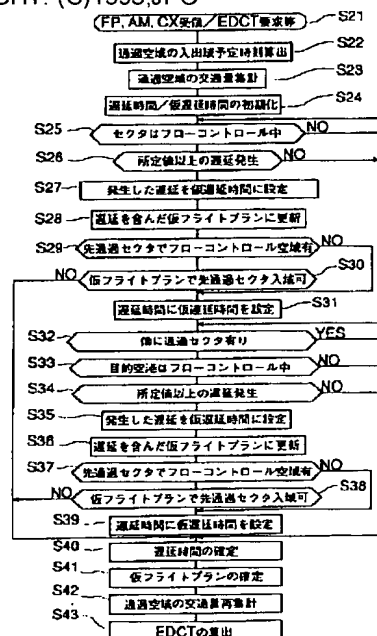 (C)1995,JPO
FP, AM, CX受信/EDCT要求等 S21
通過空域の入出域予定時刻算出 S22
通過空域の交通量集計 S23
遅延時間/仮遅延時間の初期化 S24
S25 セクタはフローコントロール中 NO
S26 所定値以上の遅延発生 NO
S27 発生した遅延を仮遅延時間に設定
S28 遅延を含んだ仮フライトプランに更新
S29 先通過セクタでフローコントロール空域有 NO
NO 仮フライトプランで先通過セクタ入域可 S30
遅延時間に仮遅延時間を設定 S31
S32 他に通過セクタ有り YES
S33 目的空港はフローコントロール中 NO
S34 所定値以上の遅延発生 NO
S35 発生した遅延を仮遅延時間に設定
S36 遅延を含んだ仮フライトプランに更新
S37 先通過セクタでフローコントロール空域有 NO
NO 仮フライトプランで先通過セクタ入域可 S38
S39 遅延時間に仮遅延時間を設定
S40 遅延時間の確定
S41 仮フライトプランの確定
S42 通過空域の交通量再集計
S43 EDCTの算出